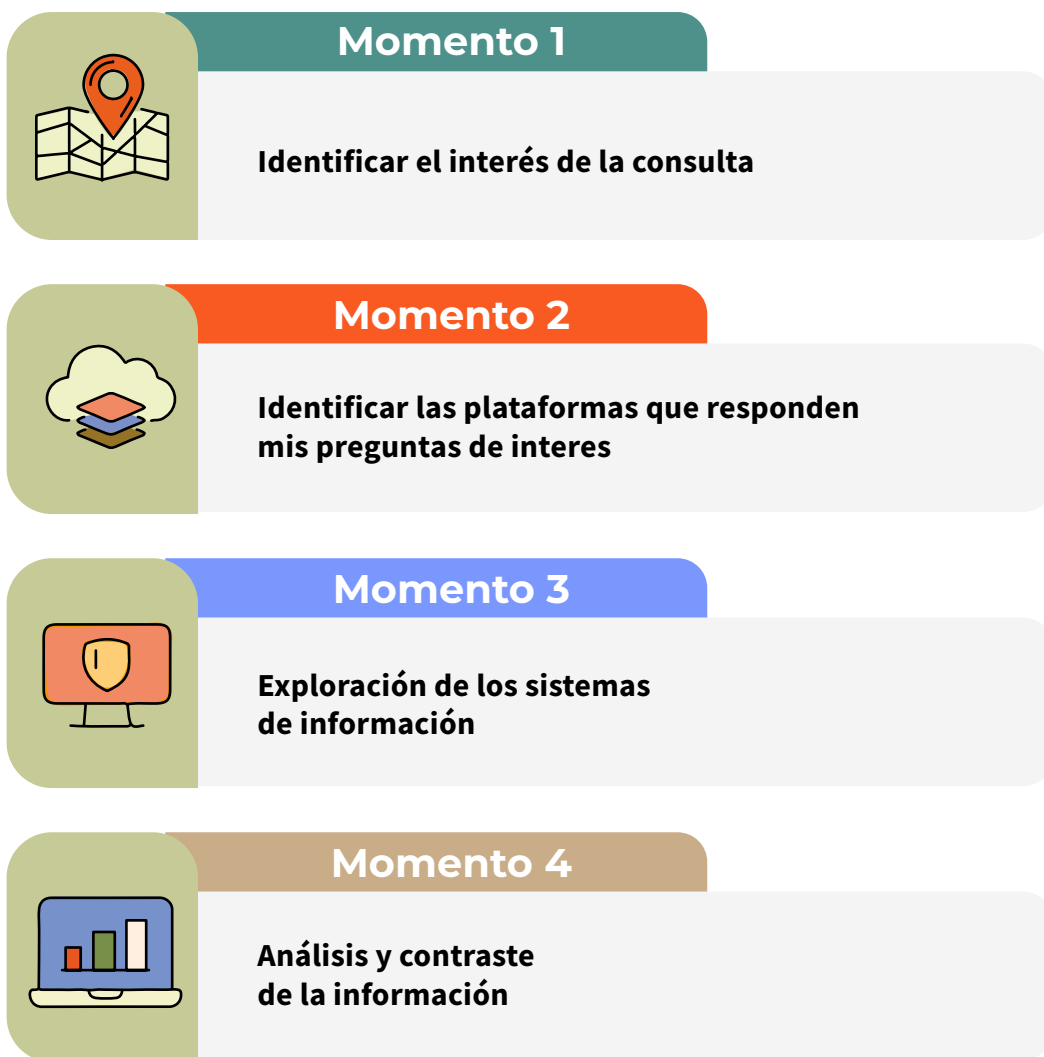 Momento 1
Identificar el interés de la consulta
Momento 2
Identificar las plataformas que responden
mis preguntas de interes
Momento 3
Exploración de los sistemas
de información
Momento 4
Análisis y contraste
de la información